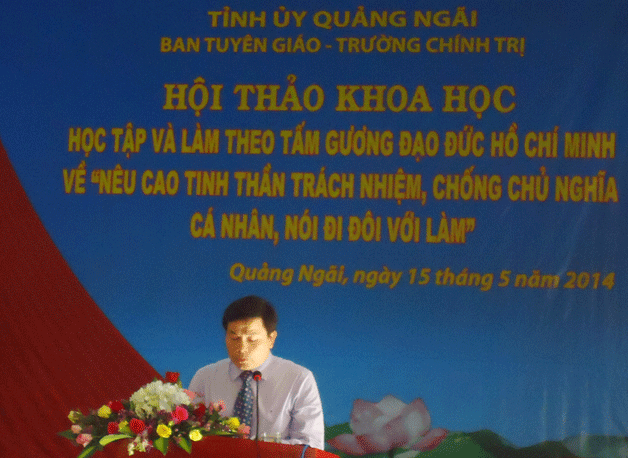 TỈNH ỦY QUẢNG NGÃI
BAN TUYÊN GIÁO - TRƯỜNG CHÍNH TRỊ
HỘI THẢO KHOA HỌC
HỌC TẬP VÀ LÀM THEO TẤM GƯƠNG ĐẠO ĐỨC HỒ CHÍ MINH
VỀ “NÊU CAO TINH THẦN TRÁCH NHIỆM, CHỐNG CHỦ NGHĨA
CÁ NHÂN, NÓI ĐI ĐÔI VỚI LÀM”
Quảng Ngãi, ngày 15 tháng 5 năm 2014